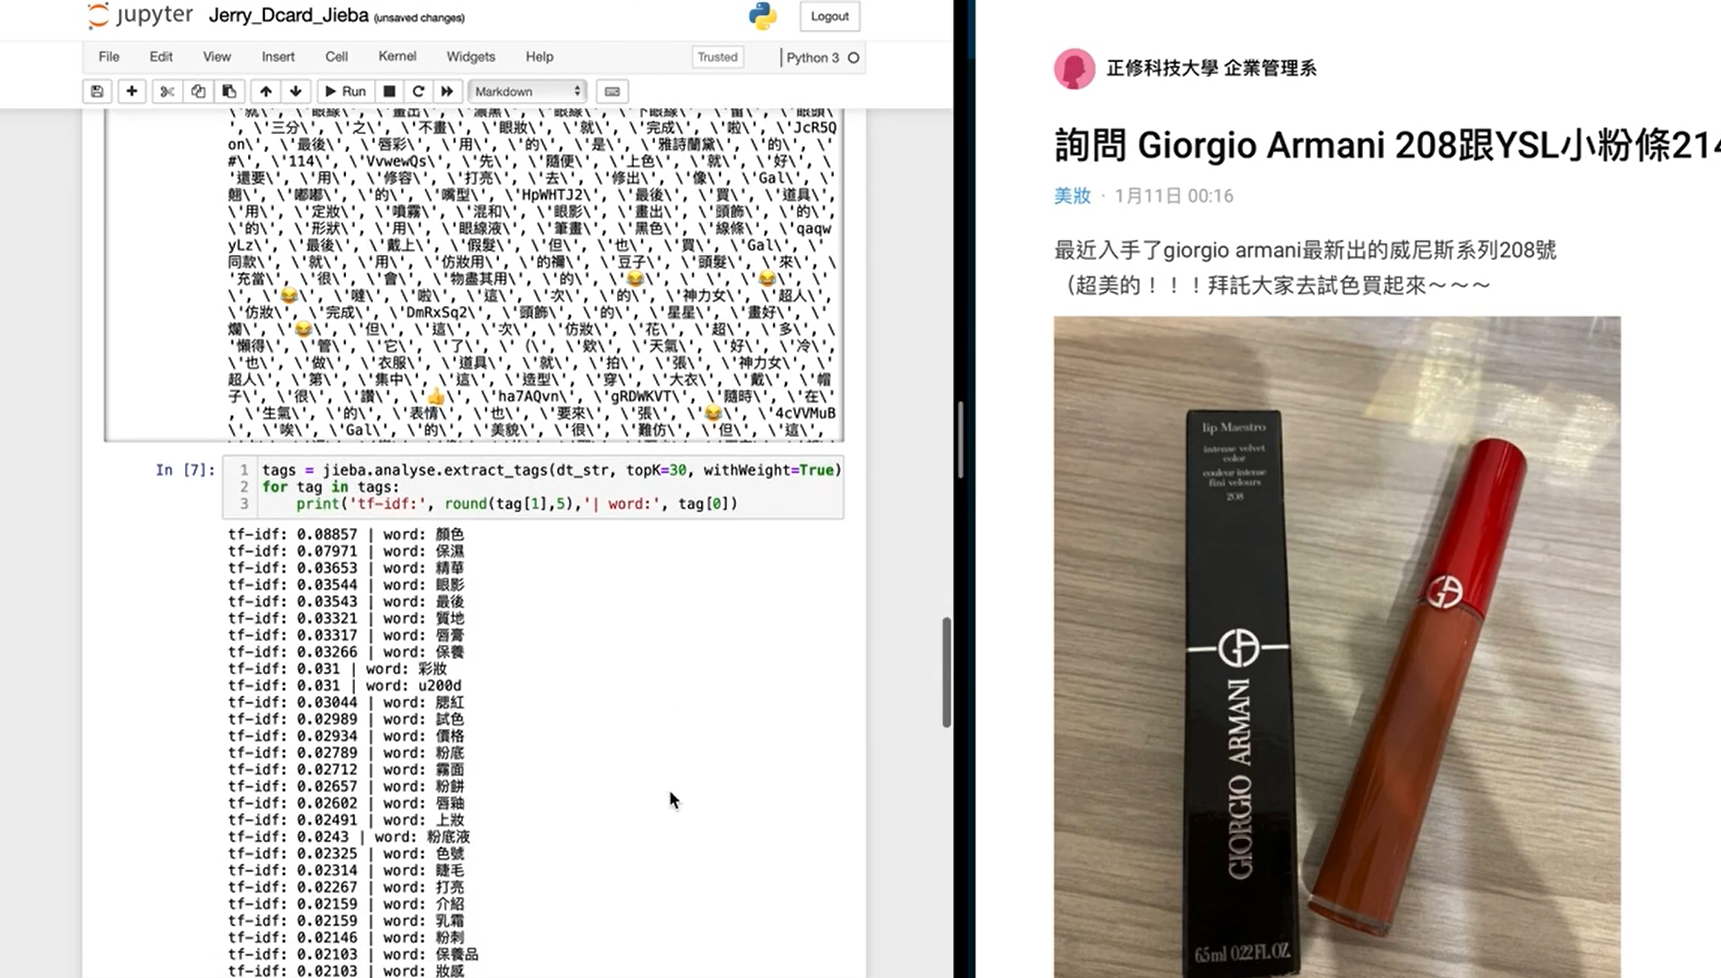 jupyter Jerry_Dcard_Jieba (unsaved changes)
Logout
File Edit View Insert Cell Kernel Widgets Help
Trusted
Python 3
Run
Markdown
\'就\', \'眼線\', \'畫出\', \'濃黑\', \'眼線\', \'下眼線\', \'留\', \'眼頭\
', \'三分\', \'之\', \'不畫\', \'眼妝\', \'就\', \'完成\', \'啦\', \'JcR5Q
on\', \'最後\', \'唇彩\', \'用\', \'的\', \'是\', \'雅詩蘭黛\', \'的\', \'
#\', \'114\', \'VvwewQs\', \'先\', \'隨便\', \'上色\', \'就\', \'好\', \
'還要\', \'用\', \'修容\', \'打亮\', \'去\', \'修出\', \'像\', \'Gal\', \'
翹\', \'嘟嘟\', \'的\', \'嘴型\', \'HpWHTJ2\', \'最後\', \'買\', \'道具\',
\'用\', \'定妝\', \'噴霧\', \'混和\', \'眼影\', \'畫出\', \'頭飾\', \'的\',
\'的\', \'形狀\', \'用\', \'眼線液\', \'筆畫\', \'黑色\', \'線條\', \'qaqw
yLz\', \'最後\', \'戴上\', \'假髮\', \'但\', \'也\', \'買\', \'Gal\', \'
同款\', \'就\', \'用\', \'仿妝用\', \'的禰\', \'豆子\', \'頭髮\', \'來\', \
'充當\', \'很\', \'會\', \'物盡其用\', \'的\', \'😂\', \' \', \'😂\
', \'😂\', \'噠\', \'啦\', \'這\', \'次\', \'的\', \'神力女\', \'超人\',
\'仿妝\', \'完成\', \'DmRxSq2\', \'頭飾\', \'的\', \'星星\', \'畫好\', \'
爛\', \'😂\', \'但\', \'這\', \'次\', \'仿妝\', \'花\', \'超\', \'多\', \
'懶得\', \'管\', \'它\', \'了\', \'(\', \'欸\', \'天氣\', \'好\', \'冷\',
\'也\', \'做\', \'衣服\', \'道具\', \'就\', \'拍\', \'張\', \'神力女\', \'
超人\', \'第\', \'集中\', \'這\', \'造型\', \'穿\', \'大衣\', \'戴\', \'帽
子\', \'很\', \'讚\', \'👍\', \'ha7AQvn\', \'gRDWKVT\', \'隨時\', \'在\'
, \'生氣\', \'的\', \'表情\', \'也\', \'要來\', \'張\', \'😂\', \'4cVVMuB
\', \'唉\', \'Gal\', \'的\', \'美貌\', \'很\', \'難仿\', \'但\', \'這\',
In [7]:
1 tags = jieba.analyse.extract_tags(dt_str, topK=30, withWeight=True)
2 for tag in tags:
3 print('tf-idf:', round(tag[1],5),'| word:', tag[0])
tf-idf: 0.08857 | word: 顏色
tf-idf: 0.07971 | word: 保濕
tf-idf: 0.03653 | word: 精華
tf-idf: 0.03544 | word: 眼影
tf-idf: 0.03543 | word: 最後
tf-idf: 0.03321 | word: 質地
tf-idf: 0.03317 | word: 唇膏
tf-idf: 0.03266 | word: 保養
tf-idf: 0.031 | word: 彩妝
tf-idf: 0.031 | word: u200d
tf-idf: 0.03044 | word: 腮紅
tf-idf: 0.02989 | word: 試色
tf-idf: 0.02934 | word: 價格
tf-idf: 0.02789 | word: 粉底
tf-idf: 0.02712 | word: 霧面
tf-idf: 0.02657 | word: 粉餅
tf-idf: 0.02602 | word: 唇釉
tf-idf: 0.02491 | word: 上妝
tf-idf: 0.0243 | word: 粉底液
tf-idf: 0.02325 | word: 色號
tf-idf: 0.02314 | word: 睫毛
tf-idf: 0.02267 | word: 打亮
tf-idf: 0.02159 | word: 介紹
tf-idf: 0.02159 | word: 乳霜
tf-idf: 0.02146 | word: 粉刺
tf-idf: 0.02103 | word: 保養品
tf-idf: 0.02103 | word: 妝感
正修科技大學 企業管理系
詢問 Giorgio Armani 208跟YSL小粉條214
美妝 · 1月11日 00:16
最近入手了giorgio armani最新出的威尼斯系列208號
（超美的！！！拜託大家去試色買起來～～～
lip Maestro
intense velvet
color
couleur intense
fini velours
208
GIORGIO ARMANI
6.5ml 0.22 FL.OZ.